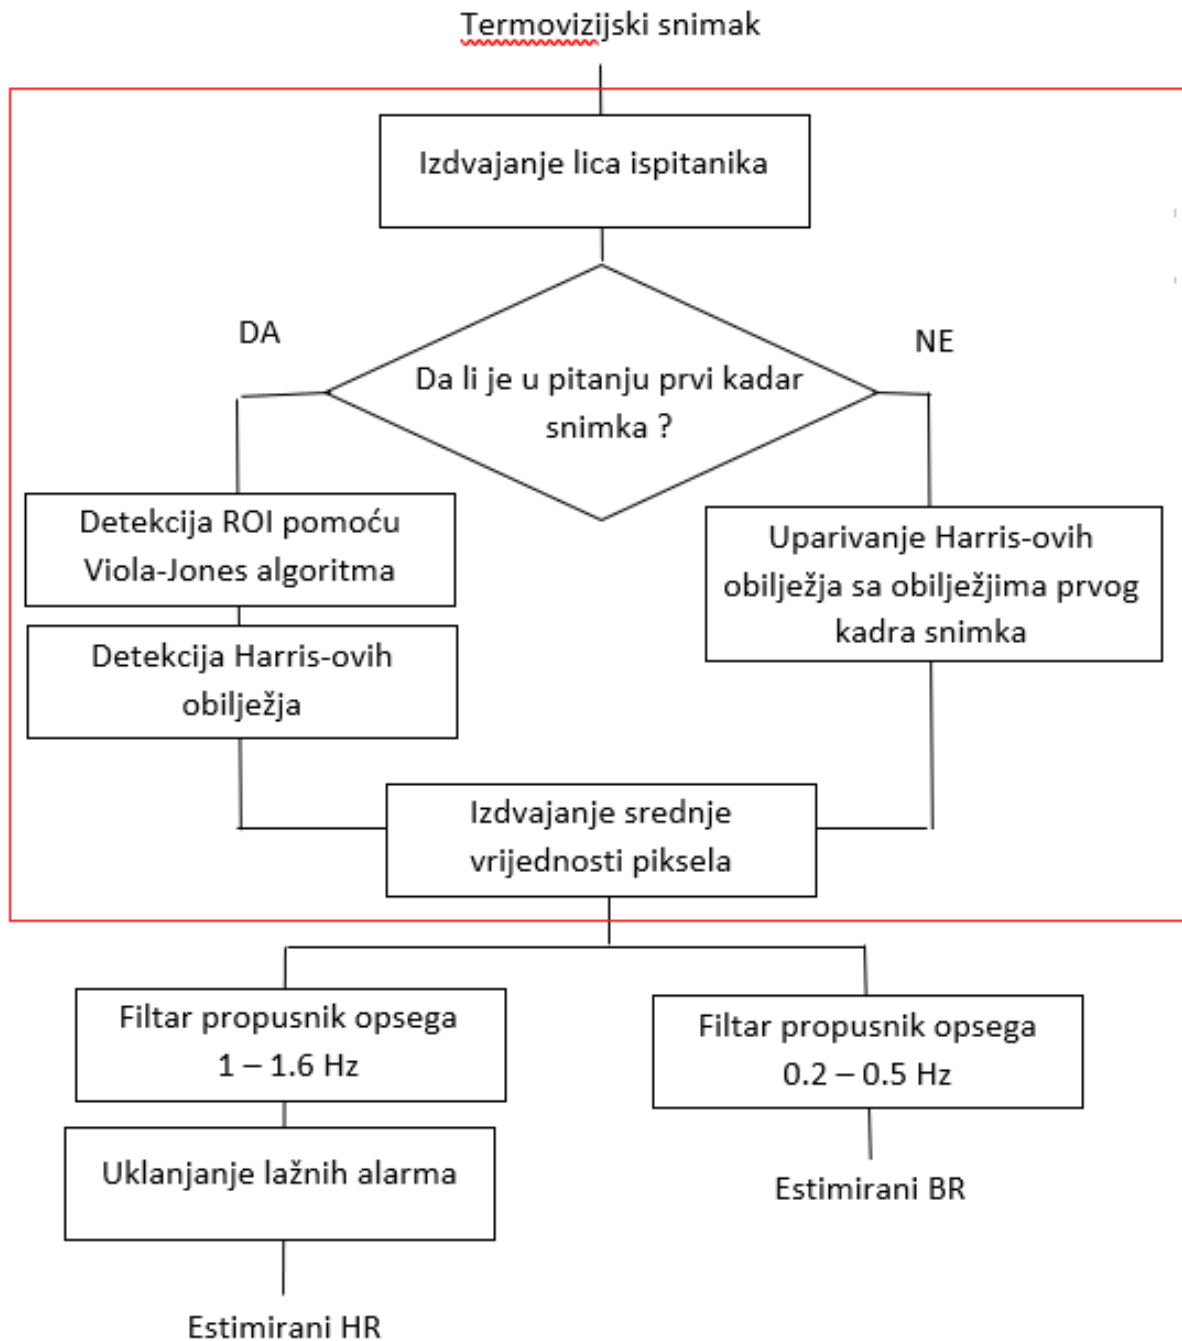 Termovizijski snimak
Izdvajanje lica ispitanika
DA
NE
Da li je u pitanju prvi kadar
snimka ?
Detekcija ROI pomoću
Viola-Jones algoritma
Uparivanje Harris-ovih
obilježja sa obilježjima prvog
kadra snimka
Detekcija Harris-ovih
obilježja
Izdvajanje srednje
vrijednosti piksela
Filtar propusnik opsega
1 – 1.6 Hz
Filtar propusnik opsega
0.2 – 0.5 Hz
Uklanjanje lažnih alarma
Estimirani BR
Estimirani HR